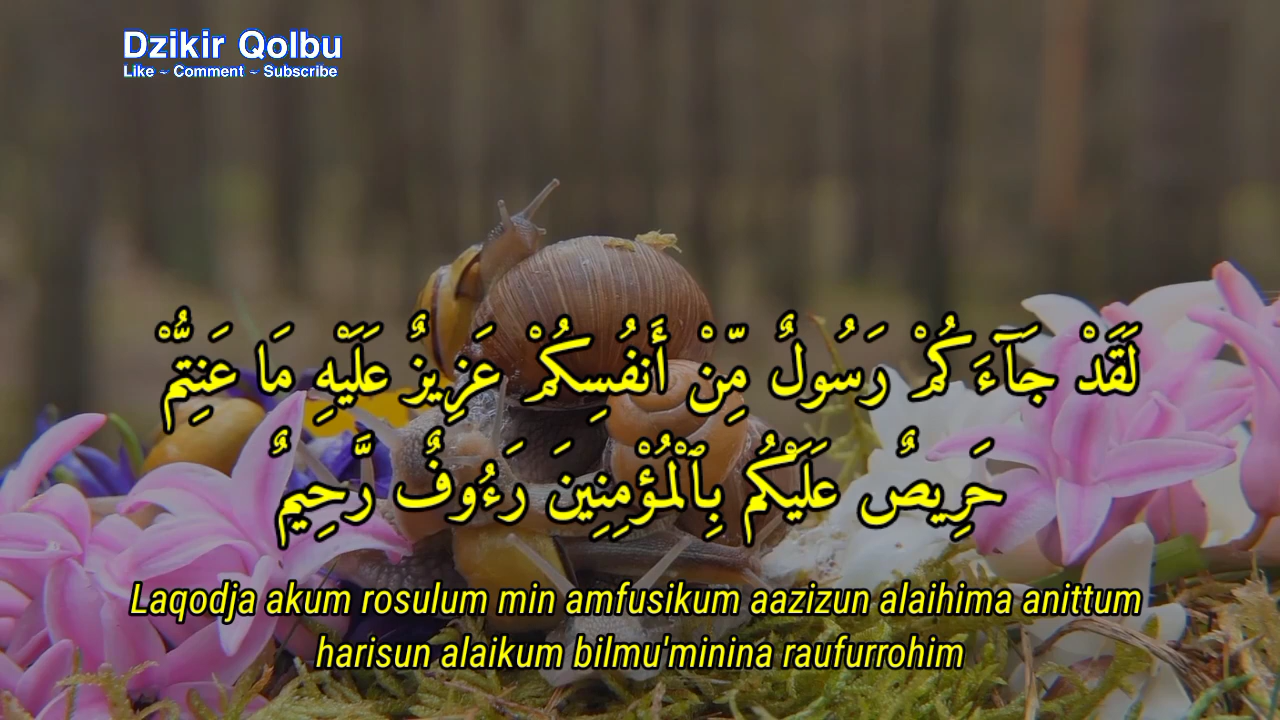 Dzikir Qolbu
Like ~ Comment ~ Subscribe
لَقَدْ جَآءَكُمْ رَسُولٌ مِّنْ أَنفُسِكُمْ عَزِيزٌ عَلَيْهِ مَا عَنِتُّمْ
حَرِيصٌ عَلَيْكُم بِٱلْمُؤْمِنِينَ رَءُوفٌ رَّحِيمٌ
Laqodja akum rosulum min amfusikum aazizun alaihima anittum
harisun alaikum bilmu'minina raufurrohim